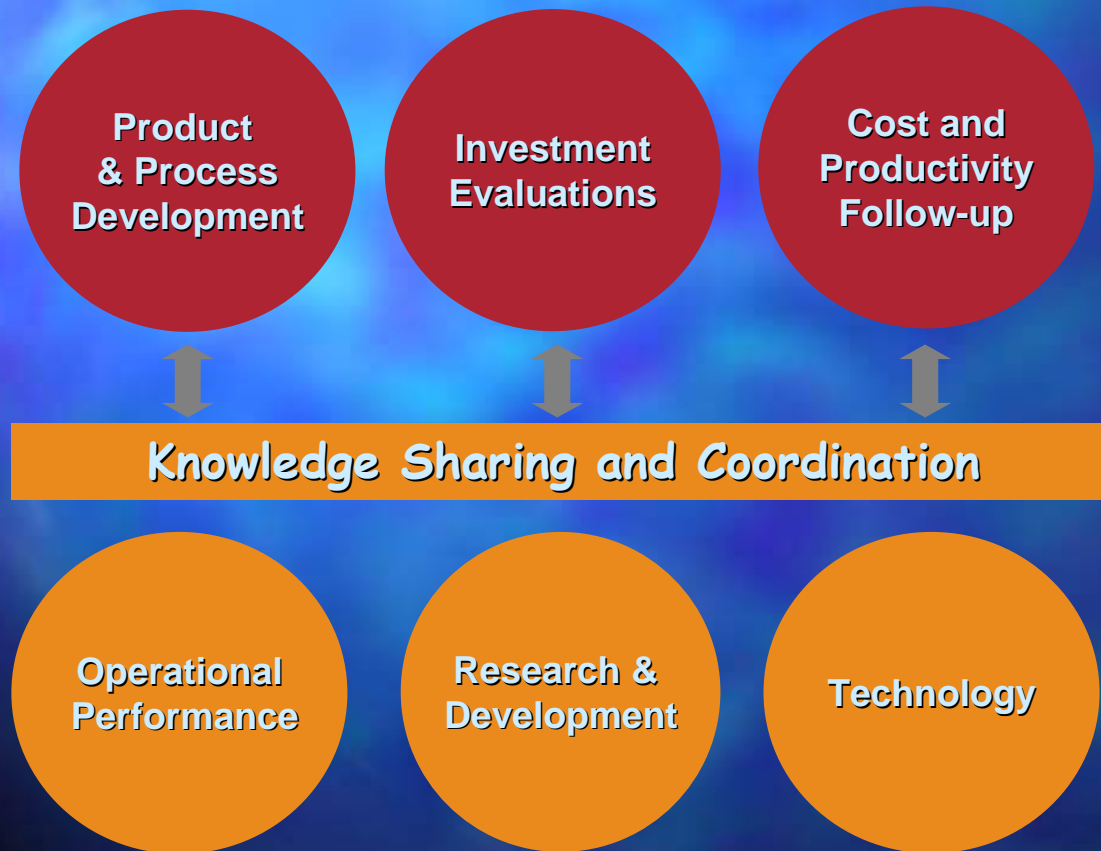 Product
& Process
Development
Investment
Evaluations
Cost and
Productivity
Follow-up
Knowledge Sharing and Coordination
Operational
Performance
Research &
Development
Technology